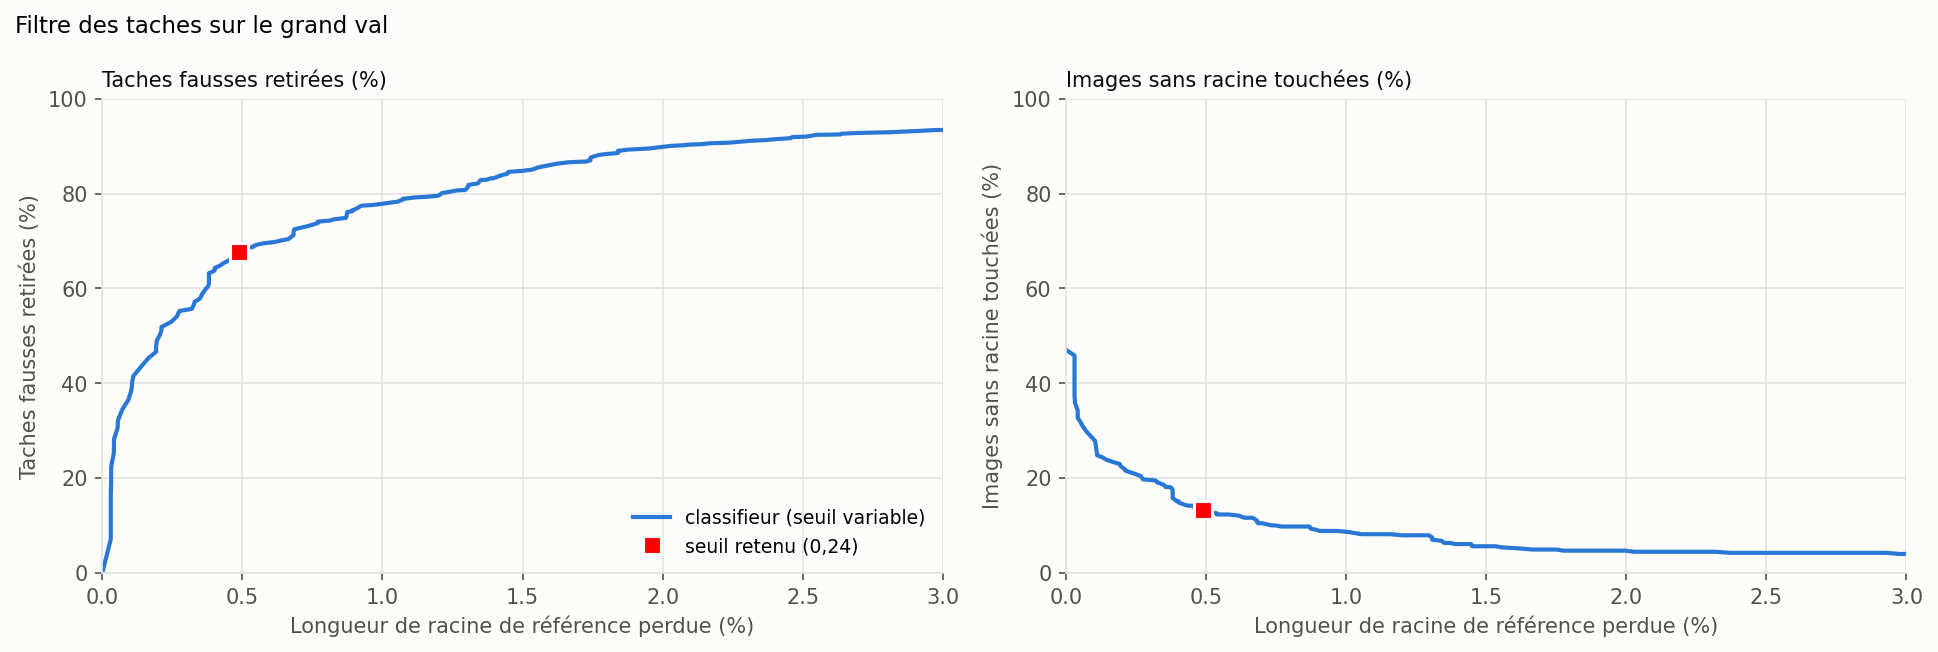 Filtre des taches sur le grand val
Taches fausses retirées (%)
Taches fausses retirées (%)
100
80
60
40
20
0
0.0 0.5 1.0 1.5 2.0 2.5 3.0
Longueur de racine de référence perdue (%)
classifieur (seuil variable)
seuil retenu (0,24)
Images sans racine touchées (%)
Images sans racine touchées (%)
100
80
60
40
20
0
0.0 0.5 1.0 1.5 2.0 2.5 3.0
Longueur de racine de référence perdue (%)